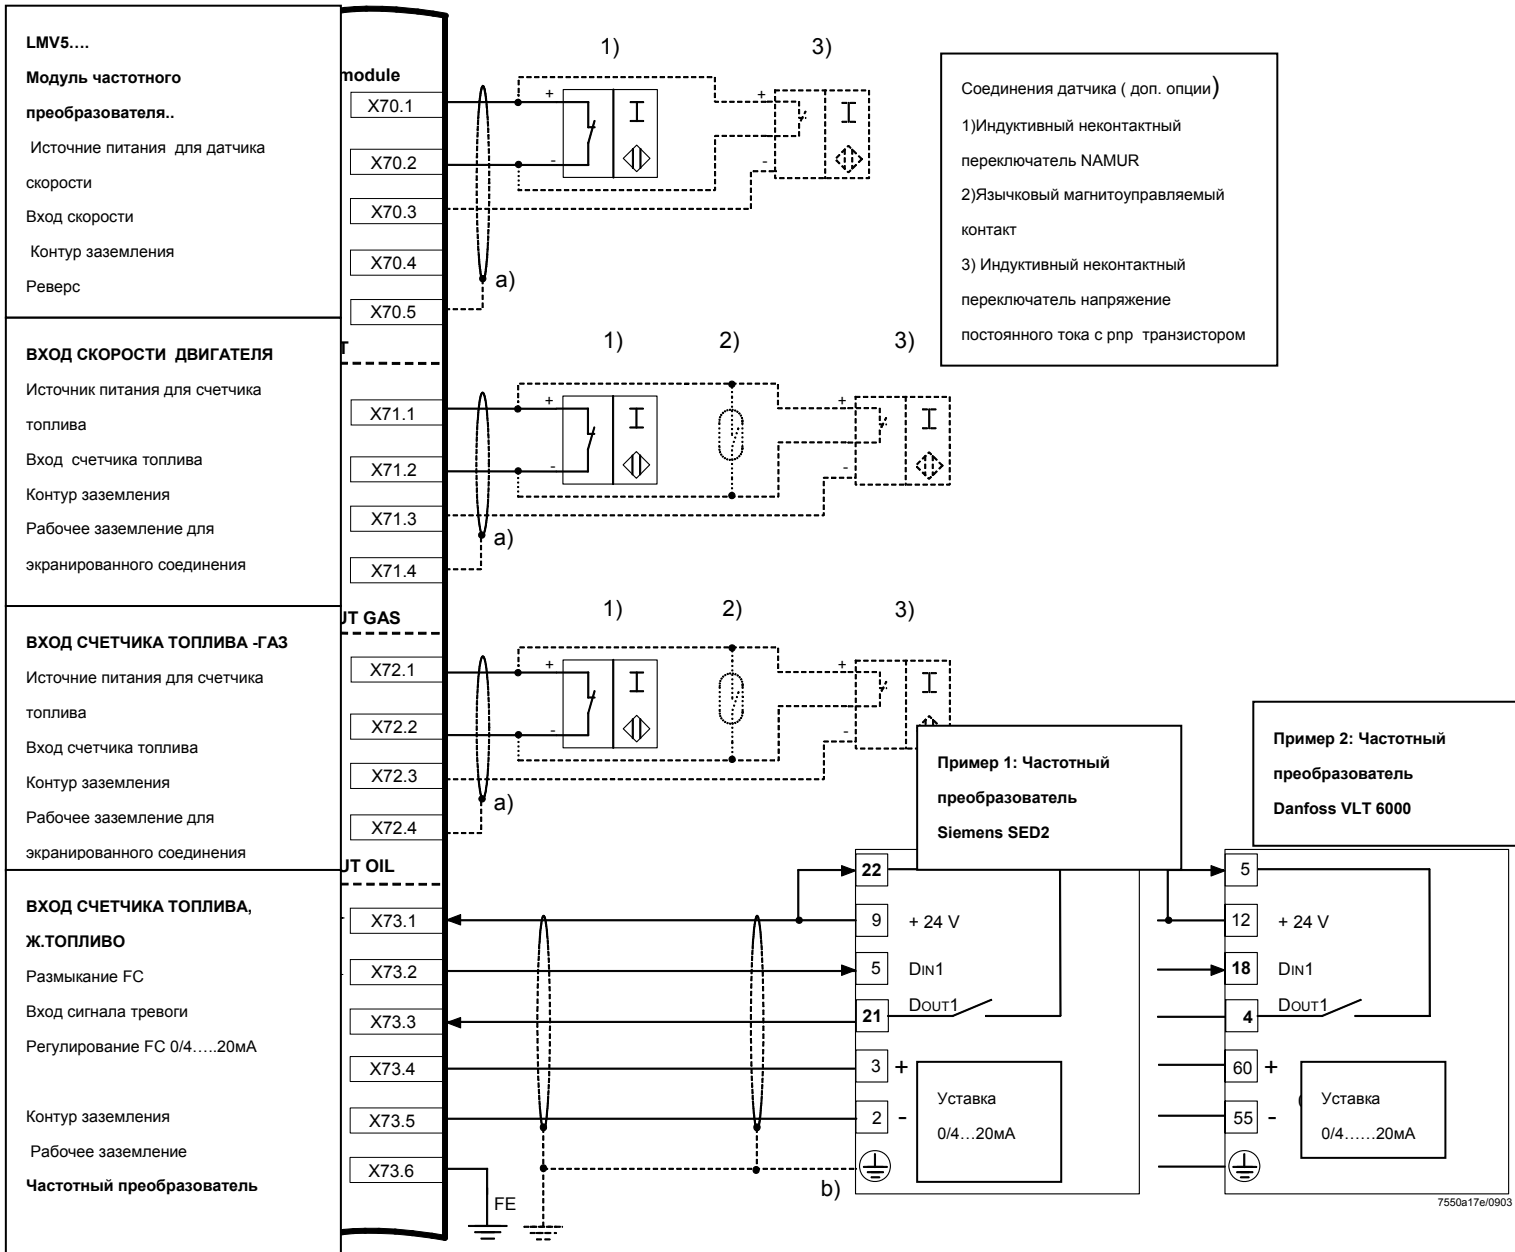 LMV5....
Модуль частотного
преобразователя..
Источние питания для датчика
скорости
Вход скорости
Контур заземления
Реверс
ВХОД СКОРОСТИ ДВИГАТЕЛЯ
Источник питания для счетчика
топлива
Вход счетчика топлива
Контур заземления
Рабочее заземление для
экранированного соединения
ВХОД СЧЕТЧИКА ТОПЛИВА -ГАЗ
Источние питания для счетчика
топлива
Вход счетчика топлива
Контур заземления
Рабочее заземление для
экранированного соединения
ВХОД СЧЕТЧИКА ТОПЛИВА,
Ж.ТОПЛИВО
Размыкание FC
Вход сигнала тревоги
Регулирование FC 0/4.....20мА
Контур заземления
Рабочее заземление
Частотный преобразователь
module
X70.1
X70.2
X70.3
X70.4
X70.5
1)
3)
+
-
+
-
a)
T
X71.1
X71.2
X71.3
X71.4
1)
2)
3)
+
-
+
-
a)
UT GAS
X72.1
X72.2
X72.3
X72.4
1)
2)
3)
+
-
+
-
a)
UT OIL
X73.1
X73.2
X73.3
X73.4
X73.5
X73.6
FE
b)
Соединения датчика ( доп. опции)
1)Индуктивный неконтактный
переключатель NAMUR
2)Язычковый магнитоуправляемый
контакт
3) Индуктивный неконтактный
переключатель напряжение
постоянного тока с pnp транзистором
Пример 1: Частотный
преобразователь
Siemens SED2
22
9 + 24 V
5 DIN1
21 DOUT1
3 +
2 -
Уставка
0/4...20мА
Пример 2: Частотный
преобразователь
Danfoss VLT 6000
5
12 + 24 V
18 DIN1
4 DOUT1
60 +
55 -
Уставка
0/4......20мА
7550a17e/0903